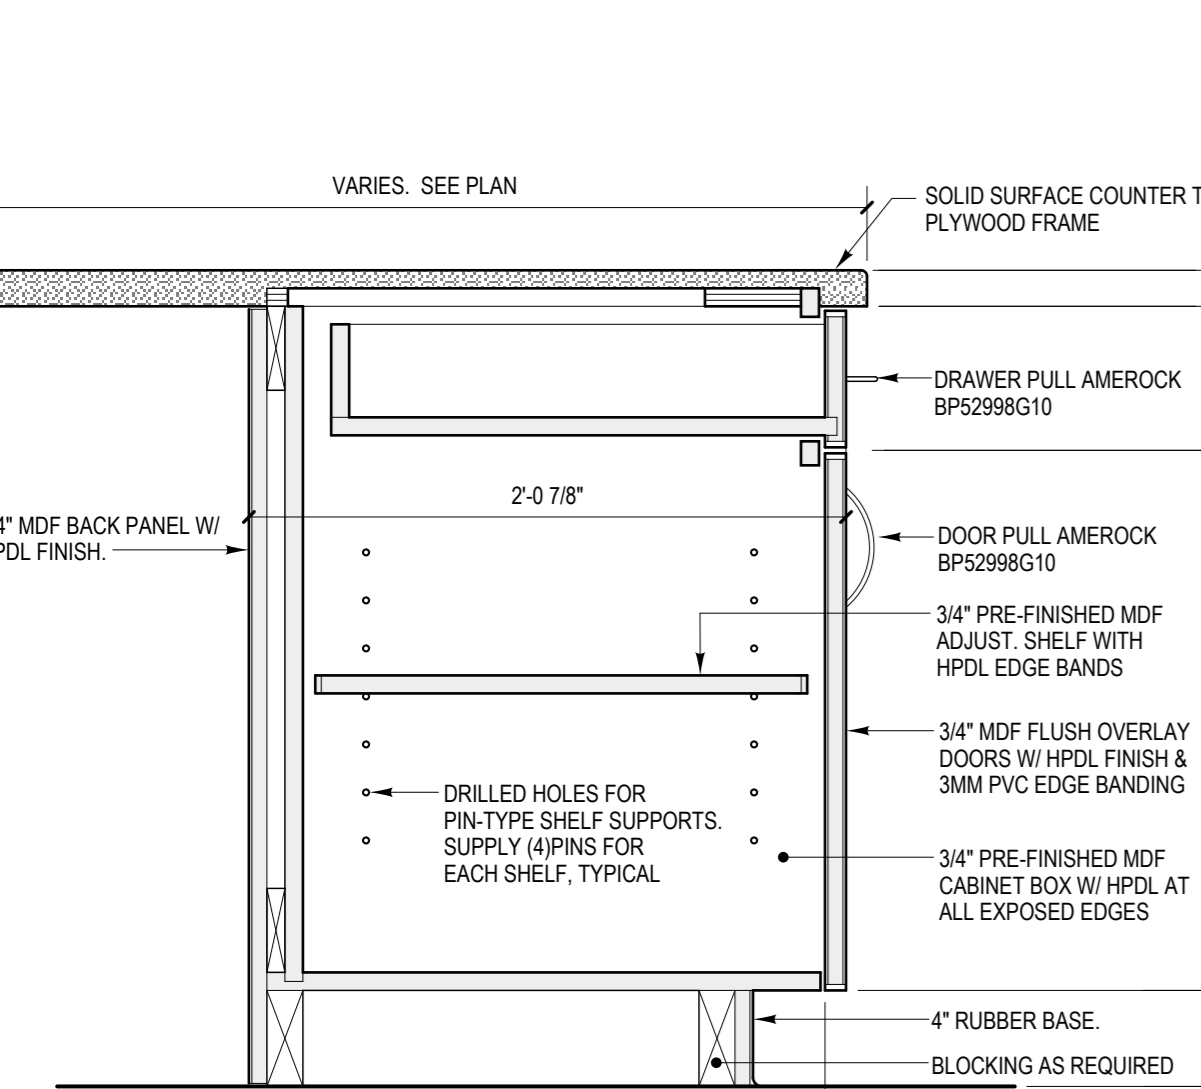 VARIES. SEE PLAN
SOLID SURFACE COUNTER
PLYWOOD FRAME
DRAWER PULL AMEROCK
BP52998G10
2'-0 7/8"
4" MDF BACK PANEL W/
PDL FINISH.
DOOR PULL AMEROCK
BP52998G10
3/4" PRE-FINISHED MDF
ADJUST. SHELF WITH
HPDL EDGE BANDS
3/4" MDF FLUSH OVERLAY
DOORS W/ HPDL FINISH &
3MM PVC EDGE BANDING
DRILLED HOLES FOR
PIN-TYPE SHELF SUPPORTS.
SUPPLY (4)PINS FOR
EACH SHELF, TYPICAL
3/4" PRE-FINISHED MDF
CABINET BOX W/ HPDL AT
ALL EXPOSED EDGES
4" RUBBER BASE.
BLOCKING AS REQUIRED